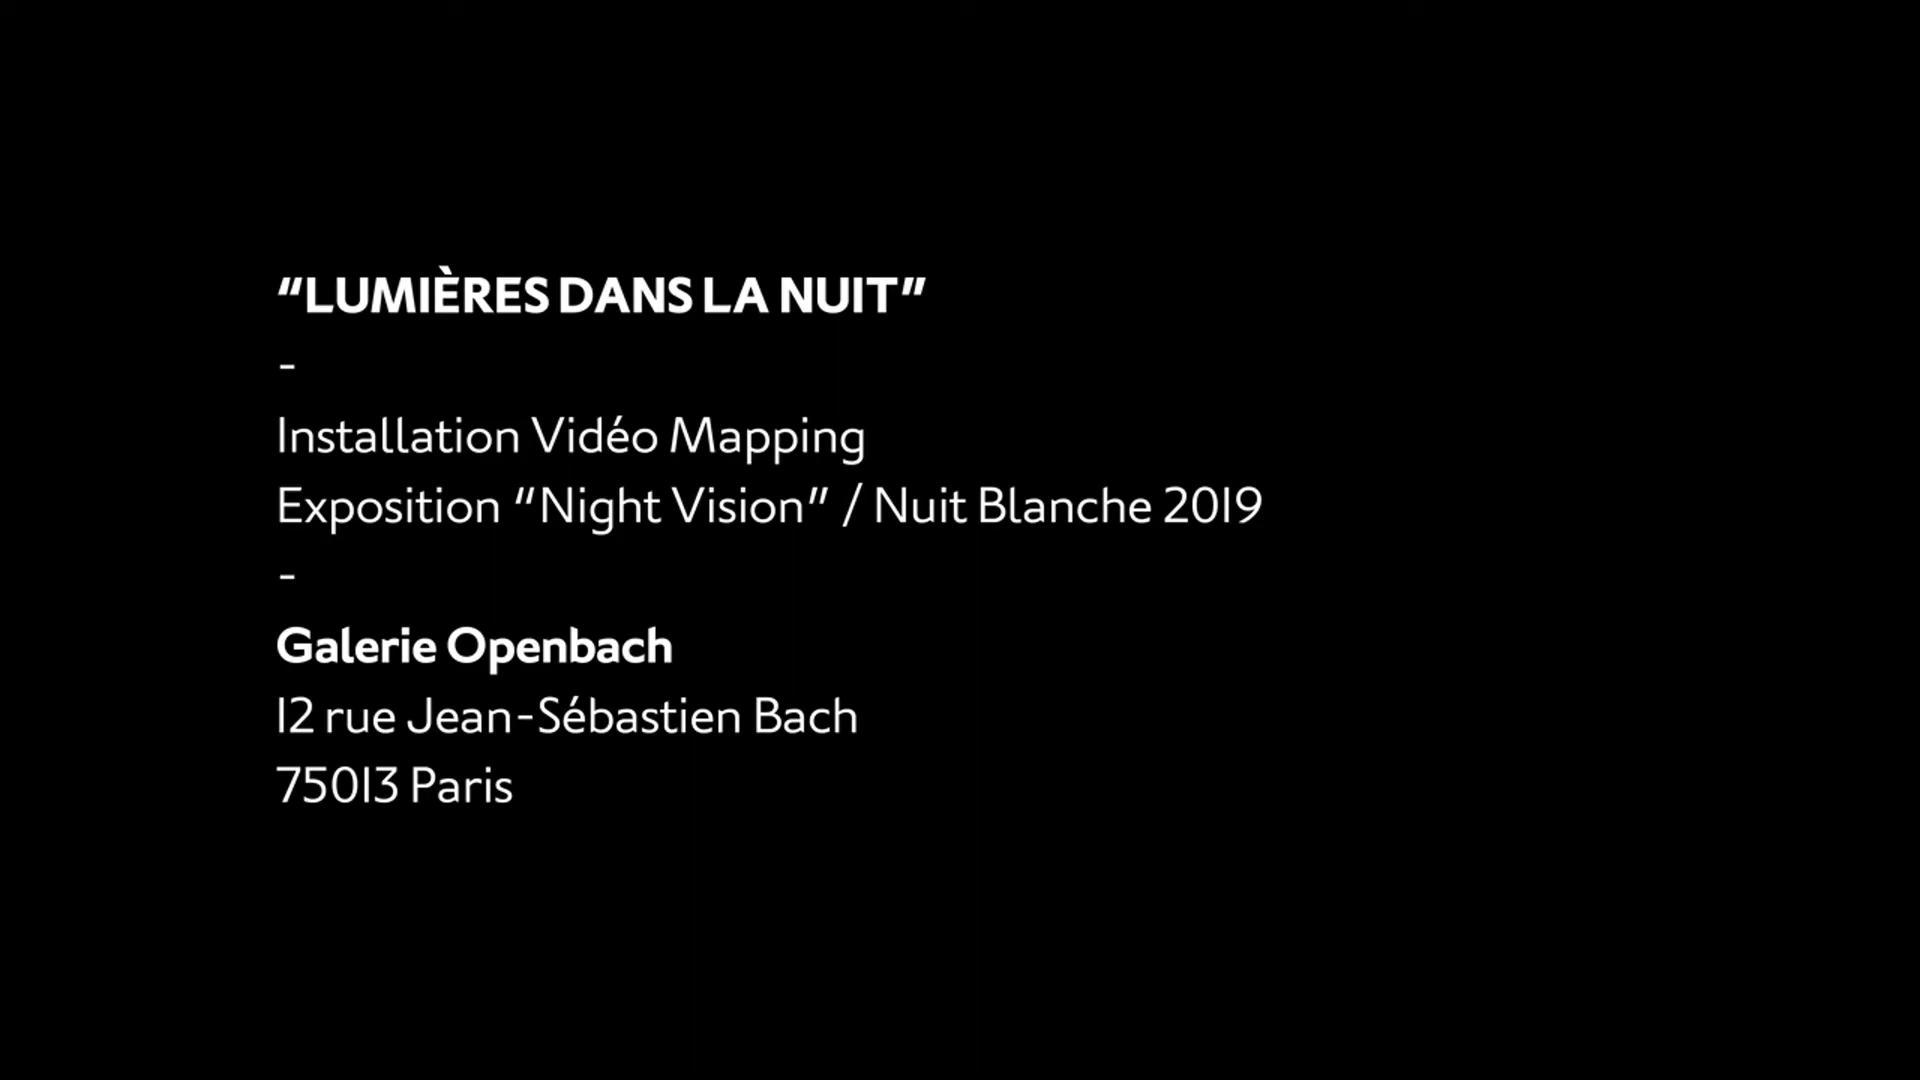 “LUMIÈRES DANS LA NUIT”
-
Installation Vidéo Mapping
Exposition “Night Vision” / Nuit Blanche 2019
-
Galerie Openbach
12 rue Jean-Sébastien Bach
75013 Paris